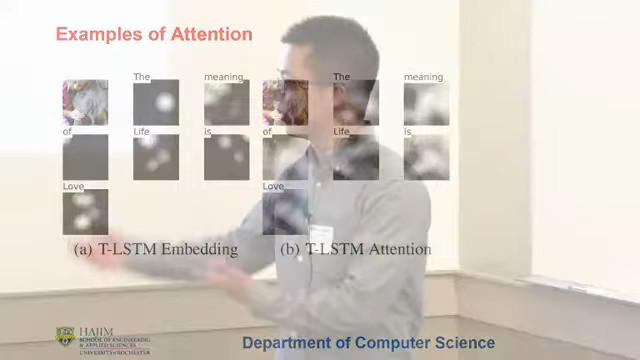 Examples of Attention
The meaning The meaning
of Life is of Life is
Love Love
(a) T-LSTM Embedding (b) T-LSTM Attention
HAJIM
SCHOOL OF ENGINEERING
& APPLIED SCIENCES
UNIVERSITY of ROCHESTER
Department of Computer Science